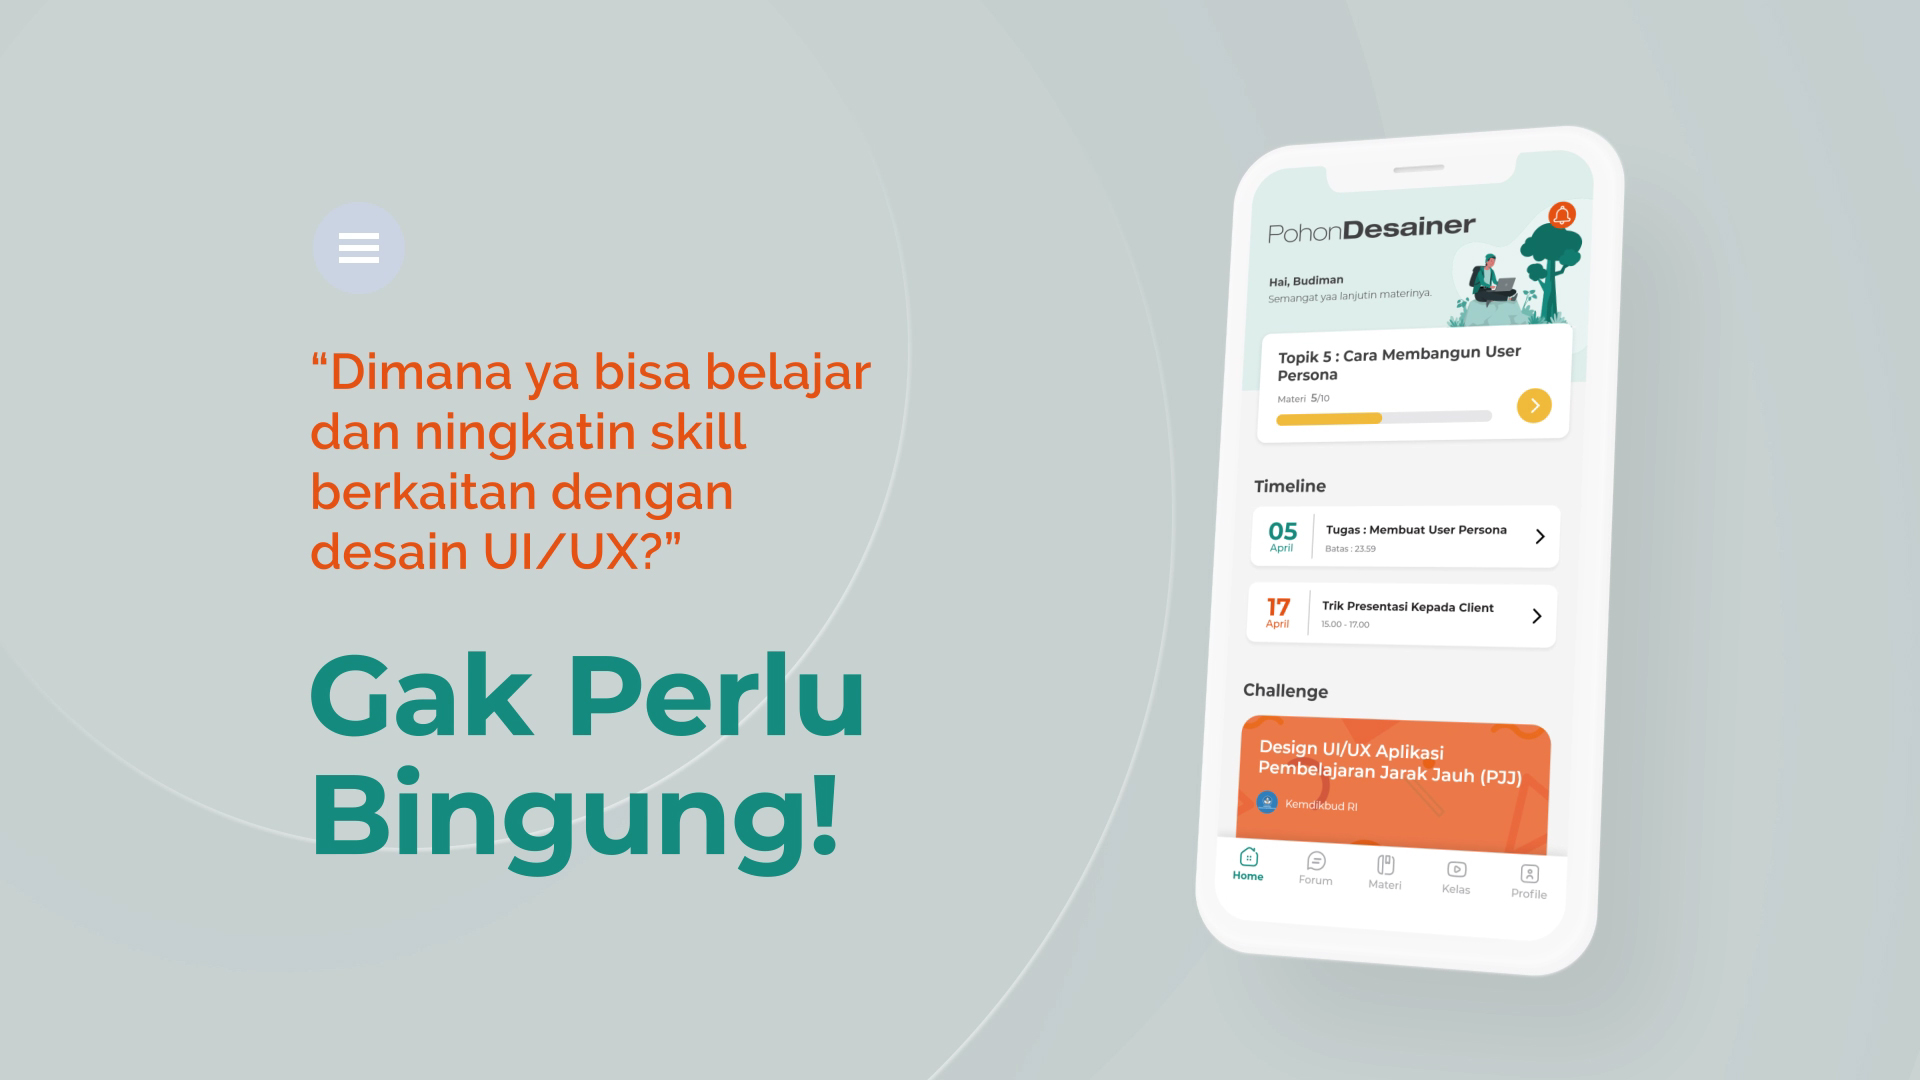 “Dimana ya bisa belajar
dan ningkatin skill
berkaitan dengan
desain UI/UX?”
Gak Perlu
Bingung!
PohonDesainer
Hai, Budiman
Semangat yaa lanjutin materinya.
Topik 5 : Cara Membangun User
Persona
Materi 5/10
Timeline
05
April
Tugas : Membuat User Persona
Batas : 23.59
17
April
Trik Presentasi Kepada Client
15.00 - 17.00
Challenge
Design UI/UX Aplikasi
Pembelajaran Jarak Jauh (PJJ)
Kemdikbud RI
Home Forum Materi Kelas Profile